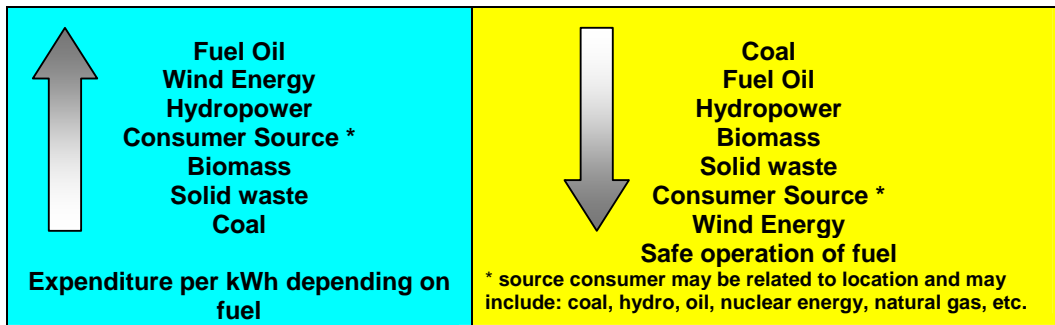 Fuel Oil
Wind Energy
Hydropower
Consumer Source *
Biomass
Solid waste
Coal
Expenditure per kWh depending on
fuel
Coal
Fuel Oil
Hydropower
Biomass
Solid waste
Consumer Source *
Wind Energy
Safe operation of fuel
* source consumer may be related to location and may
include: coal, hydro, oil, nuclear energy, natural gas, etc.